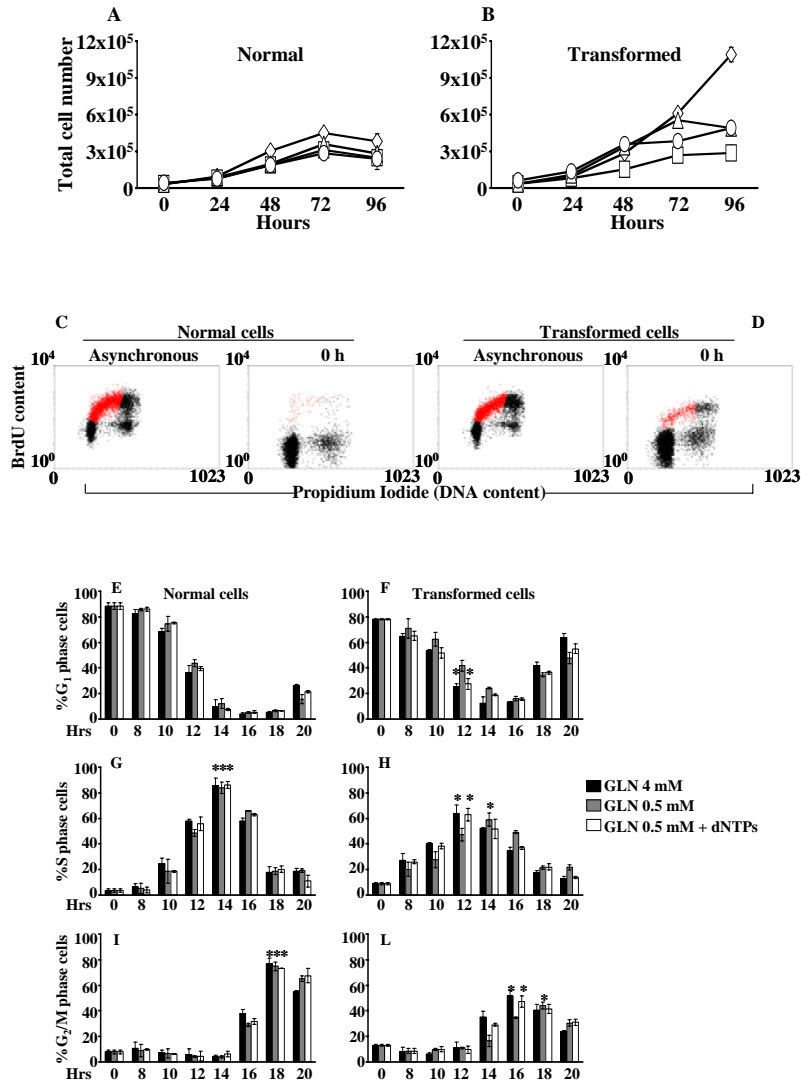 A
B
12x10⁵
9x10⁵
6x10⁵
3x10⁵
0
Total cell number
Normal
0 24 48 72 96
Hours
12x10⁵
9x10⁵
6x10⁵
3x10⁵
0
Transformed
0 24 48 72 96
Hours
C
Normal cells
Transformed cells
D
Asynchronous
0 h
Asynchronous
0 h
BrdU content
10⁴
10⁰
0
1023
10⁴
10⁰
0
1023
10⁴
10⁰
0
1023
10⁴
10⁰
0
1023
Propidium Iodide (DNA content)
E
Normal cells
%G₁ phase cells
100
80
60
40
20
0
Hrs 0 8 10 12 14 16 18 20
F
Transformed cells
100
80
60
40
20
0
* *
0 8 10 12 14 16 18 20
G
%S phase cells
100
80
60
40
20
0
***
Hrs 0 8 10 12 14 16 18 20
H
100
80
60
40
20
0
* * *
0 8 10 12 14 16 18 20
GLN 4 mM
GLN 0.5 mM
GLN 0.5 mM + dNTPs
I
%G₂/M phase cells
100
80
60
40
20
0
***
Hrs 0 8 10 12 14 16 18 20
L
100
80
60
40
20
0
* * *
0 8 10 12 14 16 18 20